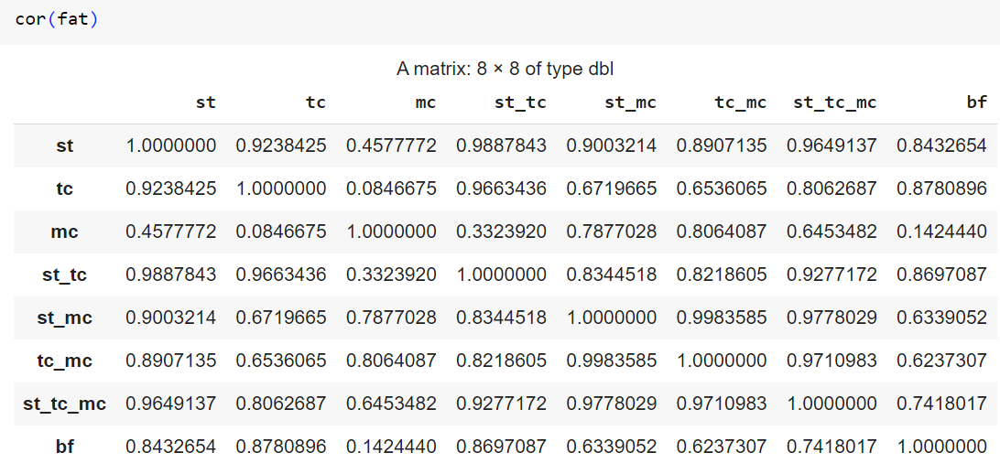 cor(fat)
A matrix: 8 × 8 of type dbl
st tc mc st_tc st_mc tc_mc st_tc_mc bf
st 1.0000000 0.9238425 0.4577772 0.9887843 0.9003214 0.8907135 0.9649137 0.8432654
tc 0.9238425 1.0000000 0.0846675 0.9663436 0.6719665 0.6536065 0.8062687 0.8780896
mc 0.4577772 0.0846675 1.0000000 0.3323920 0.7877028 0.8064087 0.6453482 0.1424440
st_tc 0.9887843 0.9663436 0.3323920 1.0000000 0.8344518 0.8218605 0.9277172 0.8697087
st_mc 0.9003214 0.6719665 0.7877028 0.8344518 1.0000000 0.9983585 0.9778029 0.6339052
tc_mc 0.8907135 0.6536065 0.8064087 0.8218605 0.9983585 1.0000000 0.9710983 0.6237307
st_tc_mc 0.9649137 0.8062687 0.6453482 0.9277172 0.9778029 0.9710983 1.0000000 0.7418017
bf 0.8432654 0.8780896 0.1424440 0.8697087 0.6339052 0.6237307 0.7418017 1.0000000